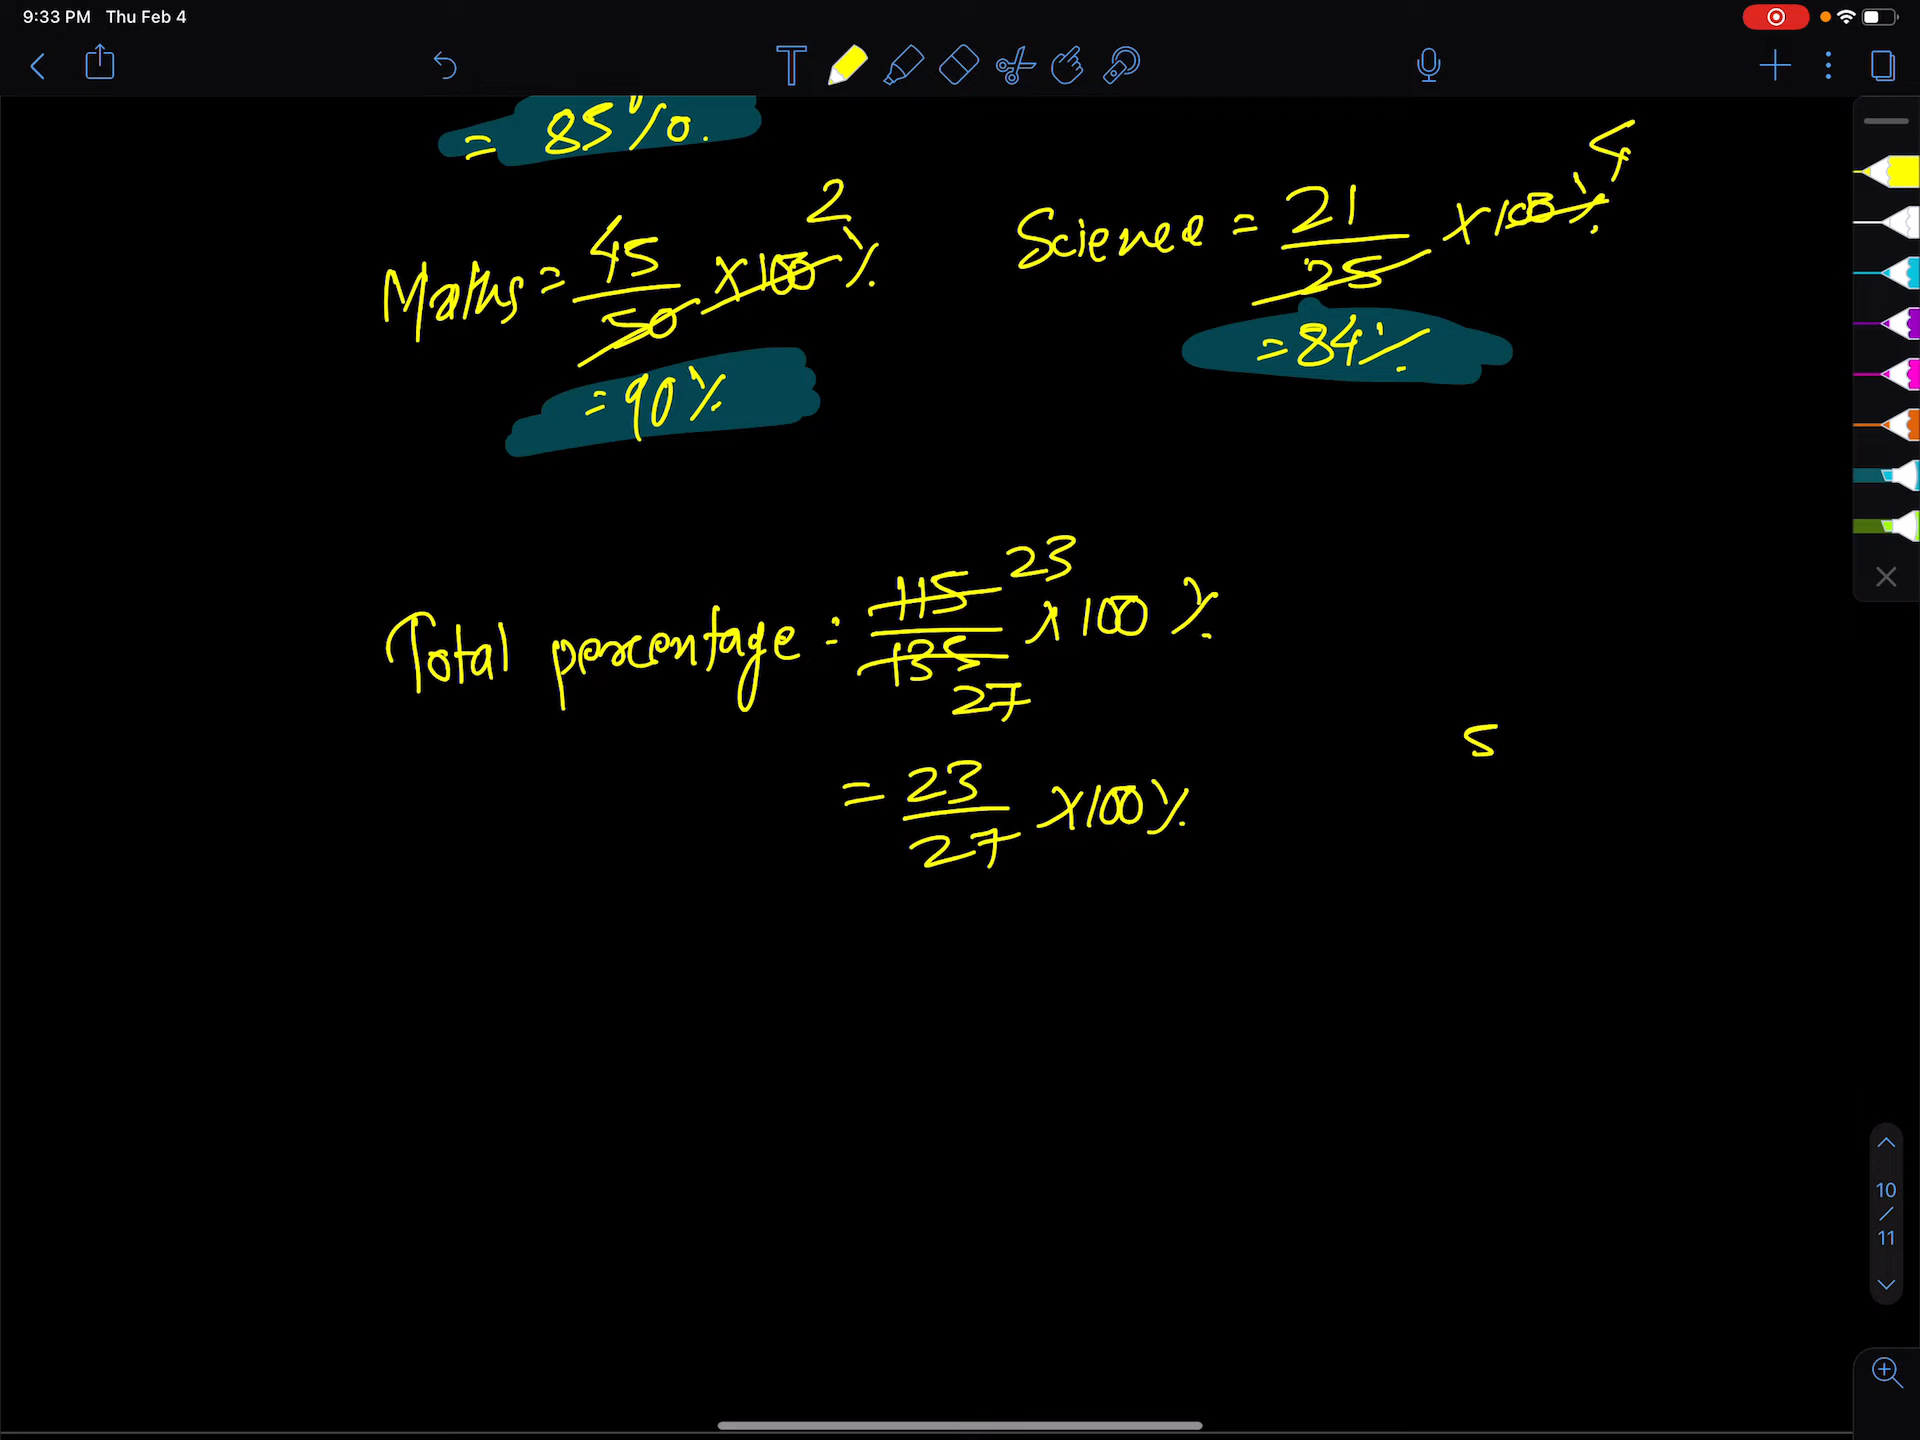 9:33 PM Thu Feb 4
= 85%.
Maths = 45/50 x 100 % 2
= 90%
Science = 21/25 x 100 % 4
= 84%
Total percentage = 115/135 x 100 % 23 27
= 23/27 x 100 %
5
10
/
11